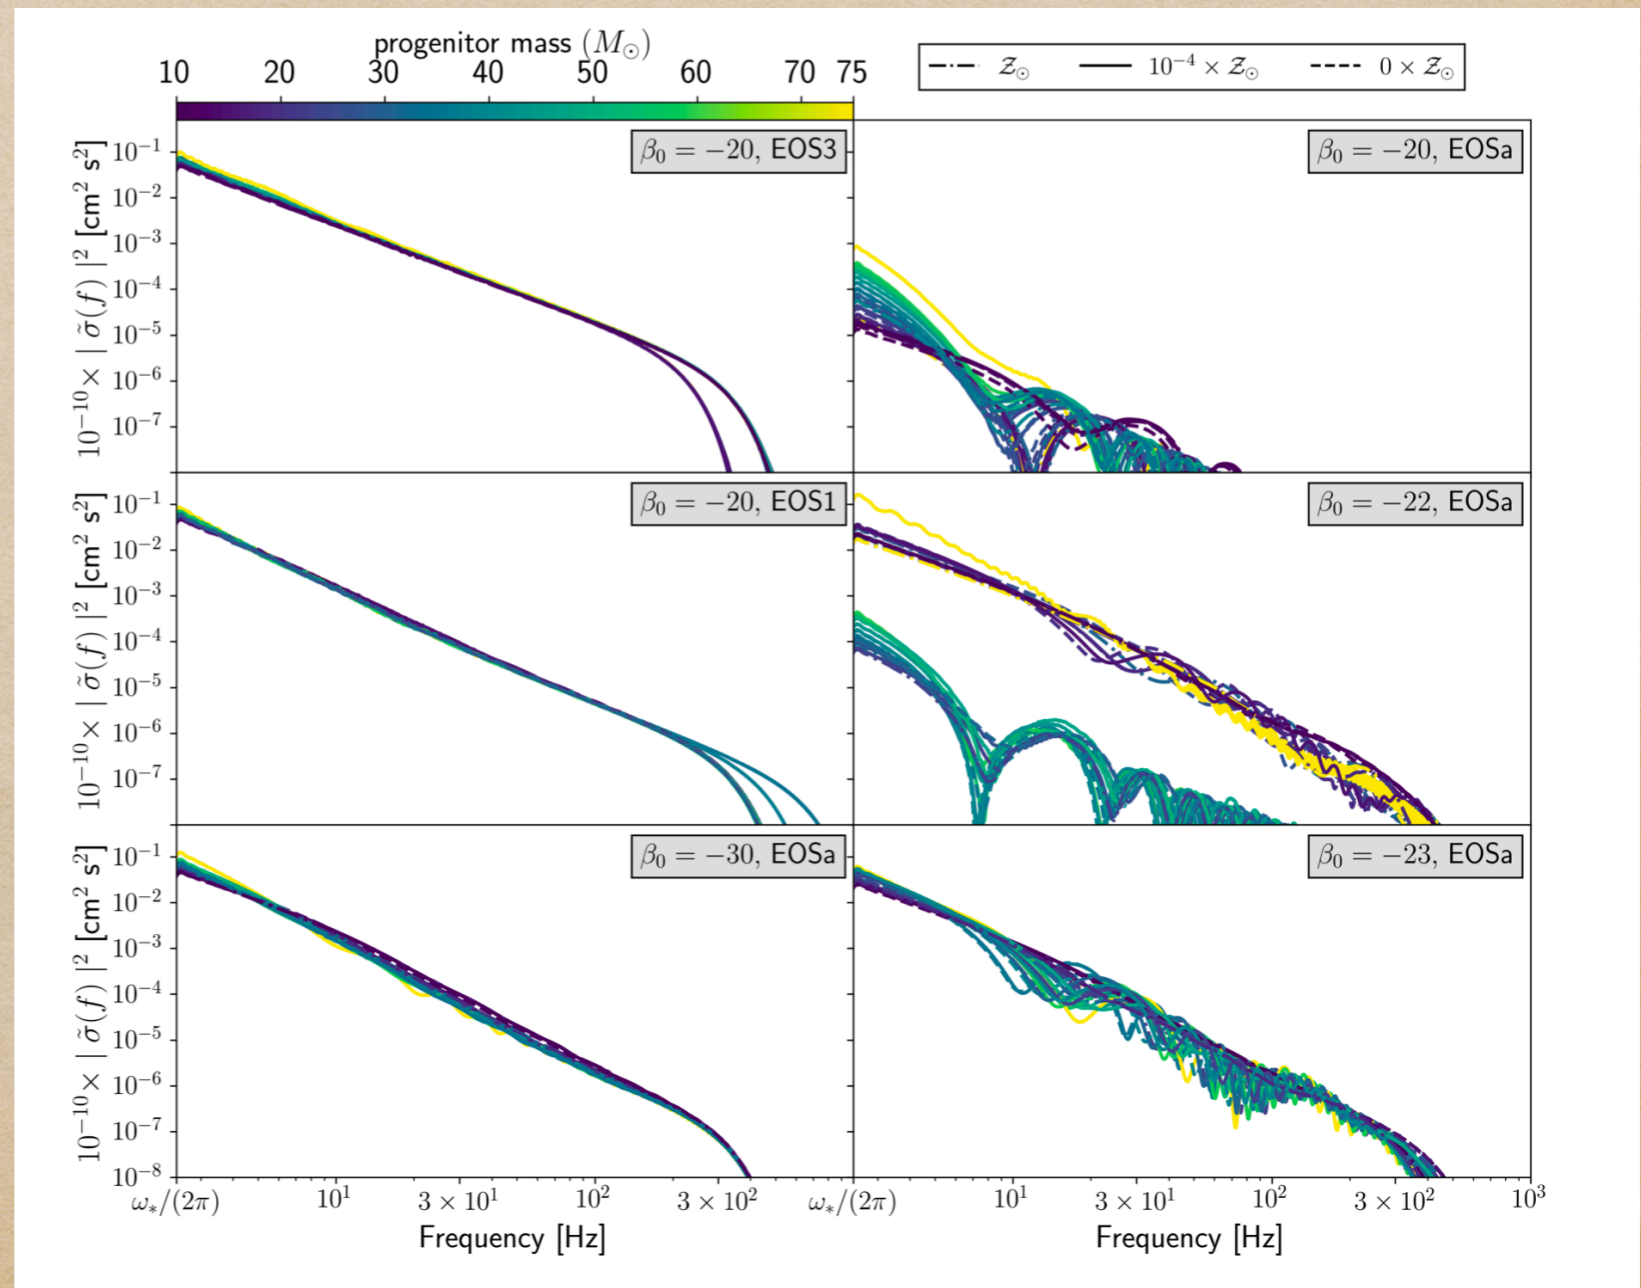 progenitor mass (M☉)
10 20 30 40 50 60 70 75
𝒵☉ 10⁻⁴ × 𝒵☉ 0 × 𝒵☉
β₀ = −20, EOS3
β₀ = −20, EOSa
10⁻¹⁰× | σ̃(f) |² [cm² s²]
10⁻¹
10⁻²
10⁻³
10⁻⁴
10⁻⁵
10⁻⁶
10⁻⁷
β₀ = −20, EOS1
β₀ = −22, EOSa
10⁻¹⁰× | σ̃(f) |² [cm² s²]
10⁻¹
10⁻²
10⁻³
10⁻⁴
10⁻⁵
10⁻⁶
10⁻⁷
β₀ = −30, EOSa
β₀ = −23, EOSa
10⁻¹⁰× | σ̃(f) |² [cm² s²]
10⁻¹
10⁻²
10⁻³
10⁻⁴
10⁻⁵
10⁻⁶
10⁻⁷
10⁻⁸
ω∗/(2π) 10¹ 3 × 10¹ 10² 3 × 10² ω∗/(2π) 10¹ 3 × 10¹ 10² 3 × 10² 10³
Frequency [Hz] Frequency [Hz]